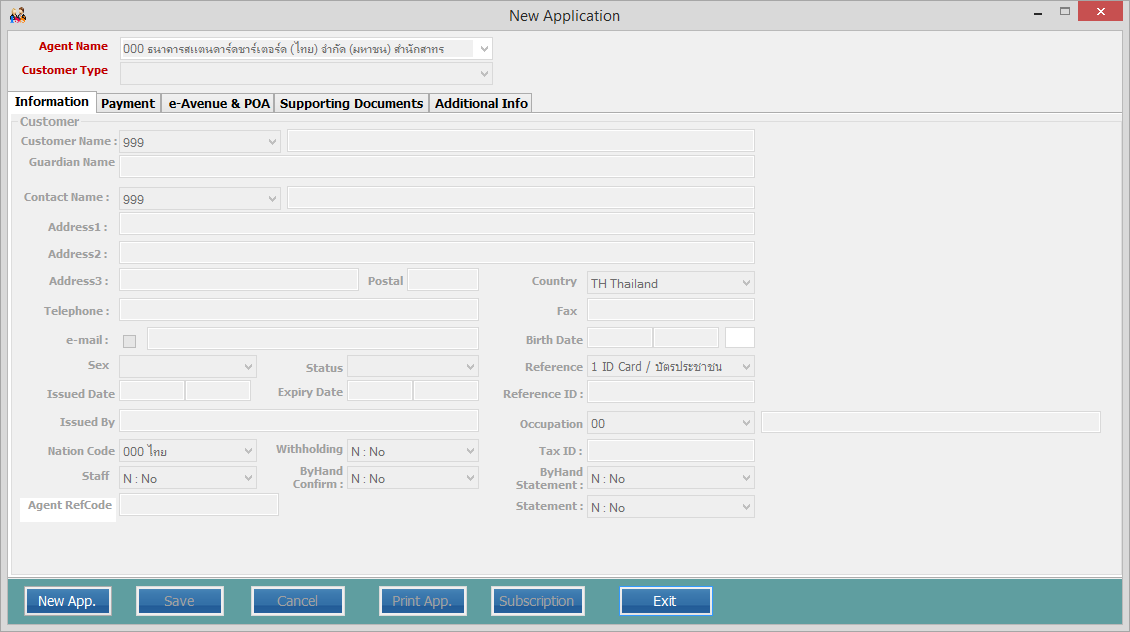 New Application
Agent Name 000 ธนาคารสแตนดาร์ดชาร์เตอร์ด (ไทย) จำกัด (มหาชน) สำนักสาทร
Customer Type
Information Payment e-Avenue & POA Supporting Documents Additional Info
Customer
Customer Name : 999
Guardian Name
Contact Name : 999
Address1 :
Address2 :
Address3 : Postal Country TH Thailand
Telephone : Fax
e-mail : Birth Date
Sex Status Reference 1 ID Card / บัตรประชาชน
Issued Date Expiry Date Reference ID :
Issued By Occupation 00
Nation Code 000 ไทย Withholding N : No Tax ID :
Staff N : No ByHand Confirm : N : No ByHand Statement : N : No
Agent RefCode Statement : N : No
New App. Save Cancel Print App. Subscription Exit